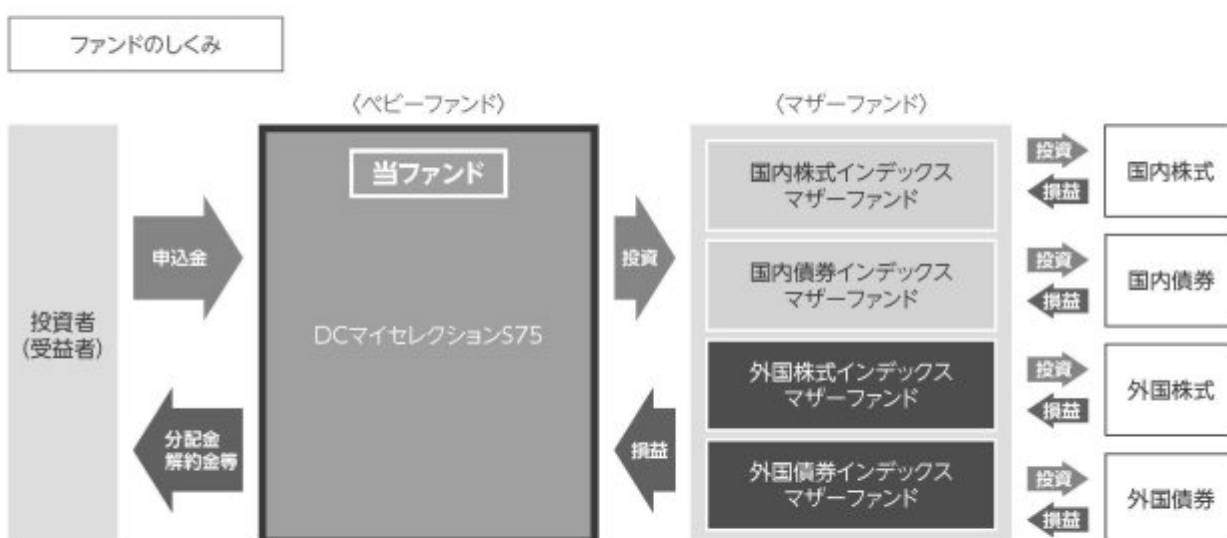 ファンドのしくみ
〈ベビーファンド〉
〈マザーファンド〉
投資者
(受益者)
申込金
分配金
解約金等
当ファンド
DCマイセレクションS75
投資
損益
国内株式インデックス
マザーファンド
国内債券インデックス
マザーファンド
外国株式インデックス
マザーファンド
外国債券インデックス
マザーファンド
投資
損益
国内株式
投資
損益
国内債券
投資
損益
外国株式
投資
損益
外国債券